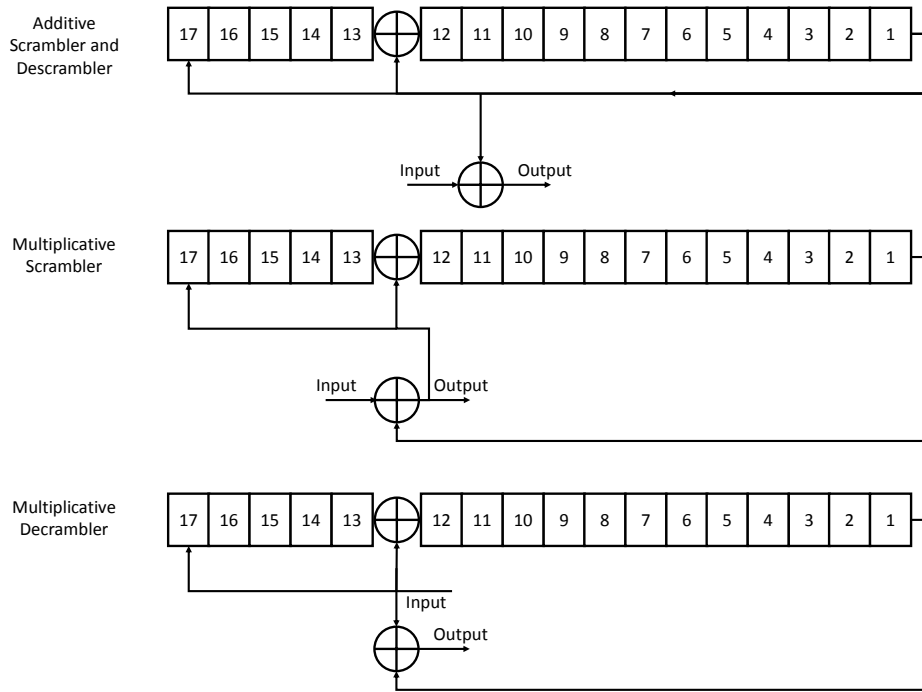 Additive
Scrambler and
Descrambler
17 16 15 14 13 12 11 10 9 8 7 6 5 4 3 2 1
Input Output
Multiplicative
Scrambler
17 16 15 14 13 12 11 10 9 8 7 6 5 4 3 2 1
Input Output
Multiplicative
Decrambler
17 16 15 14 13 12 11 10 9 8 7 6 5 4 3 2 1
Input
Output